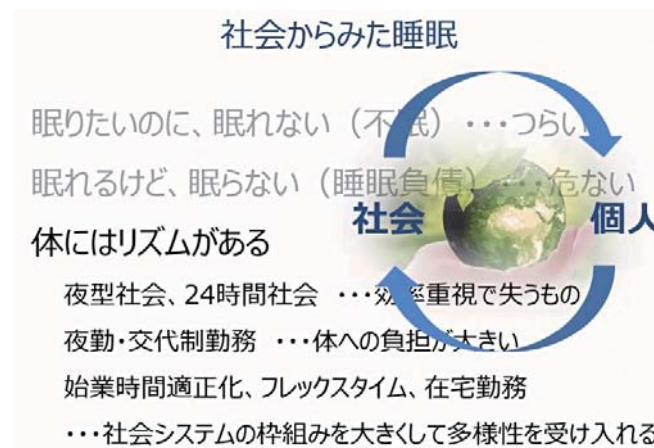 社会からみた睡眠
眠りたいのに、眠れない（不眠）・・・つらい
眠れるけど、眠らない（睡眠負債）・・・危ない
社会
個人
体にはリズムがある
夜型社会、24時間社会 ・・・効率重視で失うもの
夜勤・交代制勤務 ・・・体への負担が大きい
始業時間適正化、フレックスタイム、在宅勤務
・・・社会システムの枠組みを大きくして多様性を受け入れる